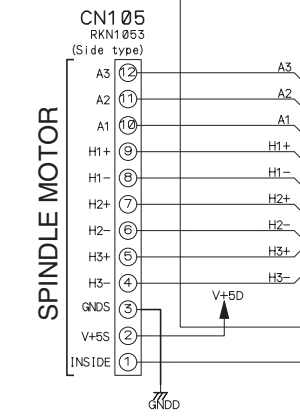 CN105
RKN1053
(Side type)
SPINDLE MOTOR
A3 12 A3
A2 11 A2
A1 10 A1
H1+ 9 H1+
H1- 8 H1-
H2+ 7 H2+
H2- 6 H2-
H3+ 5 H3+
H3- 4 H3-
GNDS 3
V+5D
V+5S 2
INSIDE 1
GNDD